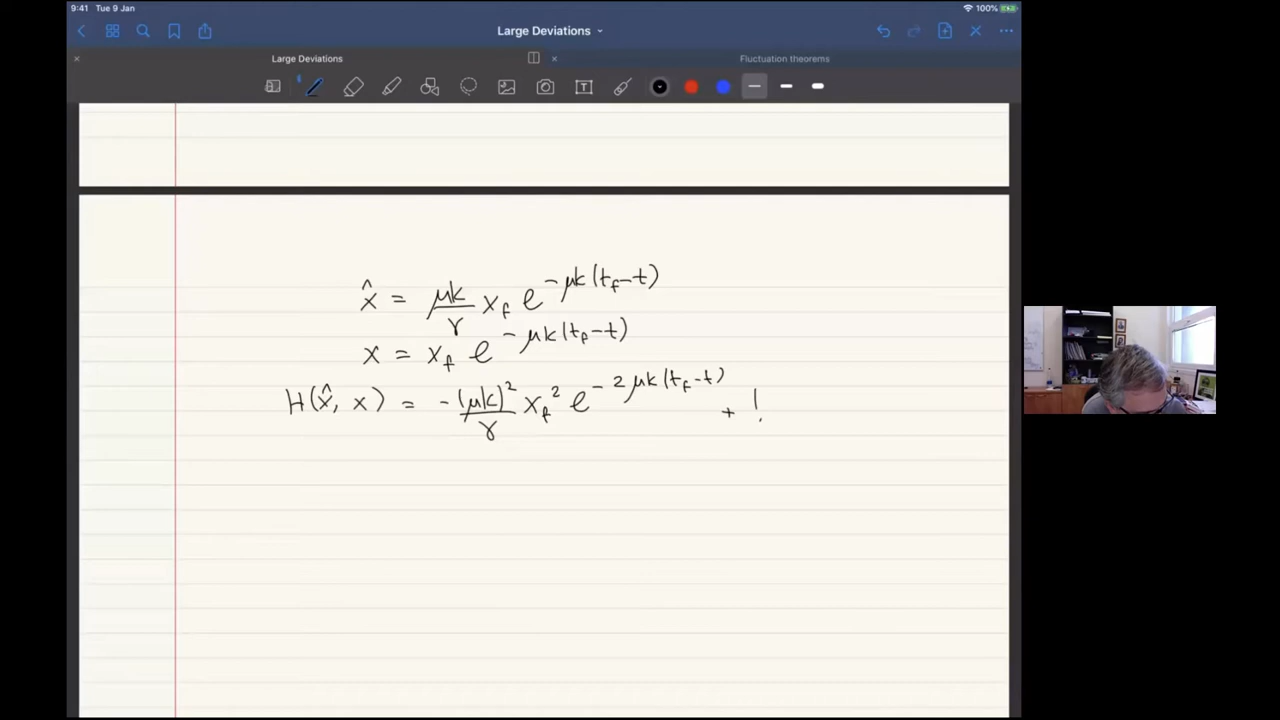 9:41 Tue 9 Jan
100%
Large Deviations
Large Deviations
Fluctuation theorems
x̂ = μk/γ x_f e^{-μk(t_f-t)}
x = x_f e^{-μk(t_f-t)}
H(x̂, x) = -(μk)²/γ x_f² e^{-2μk(t_f-t)} +